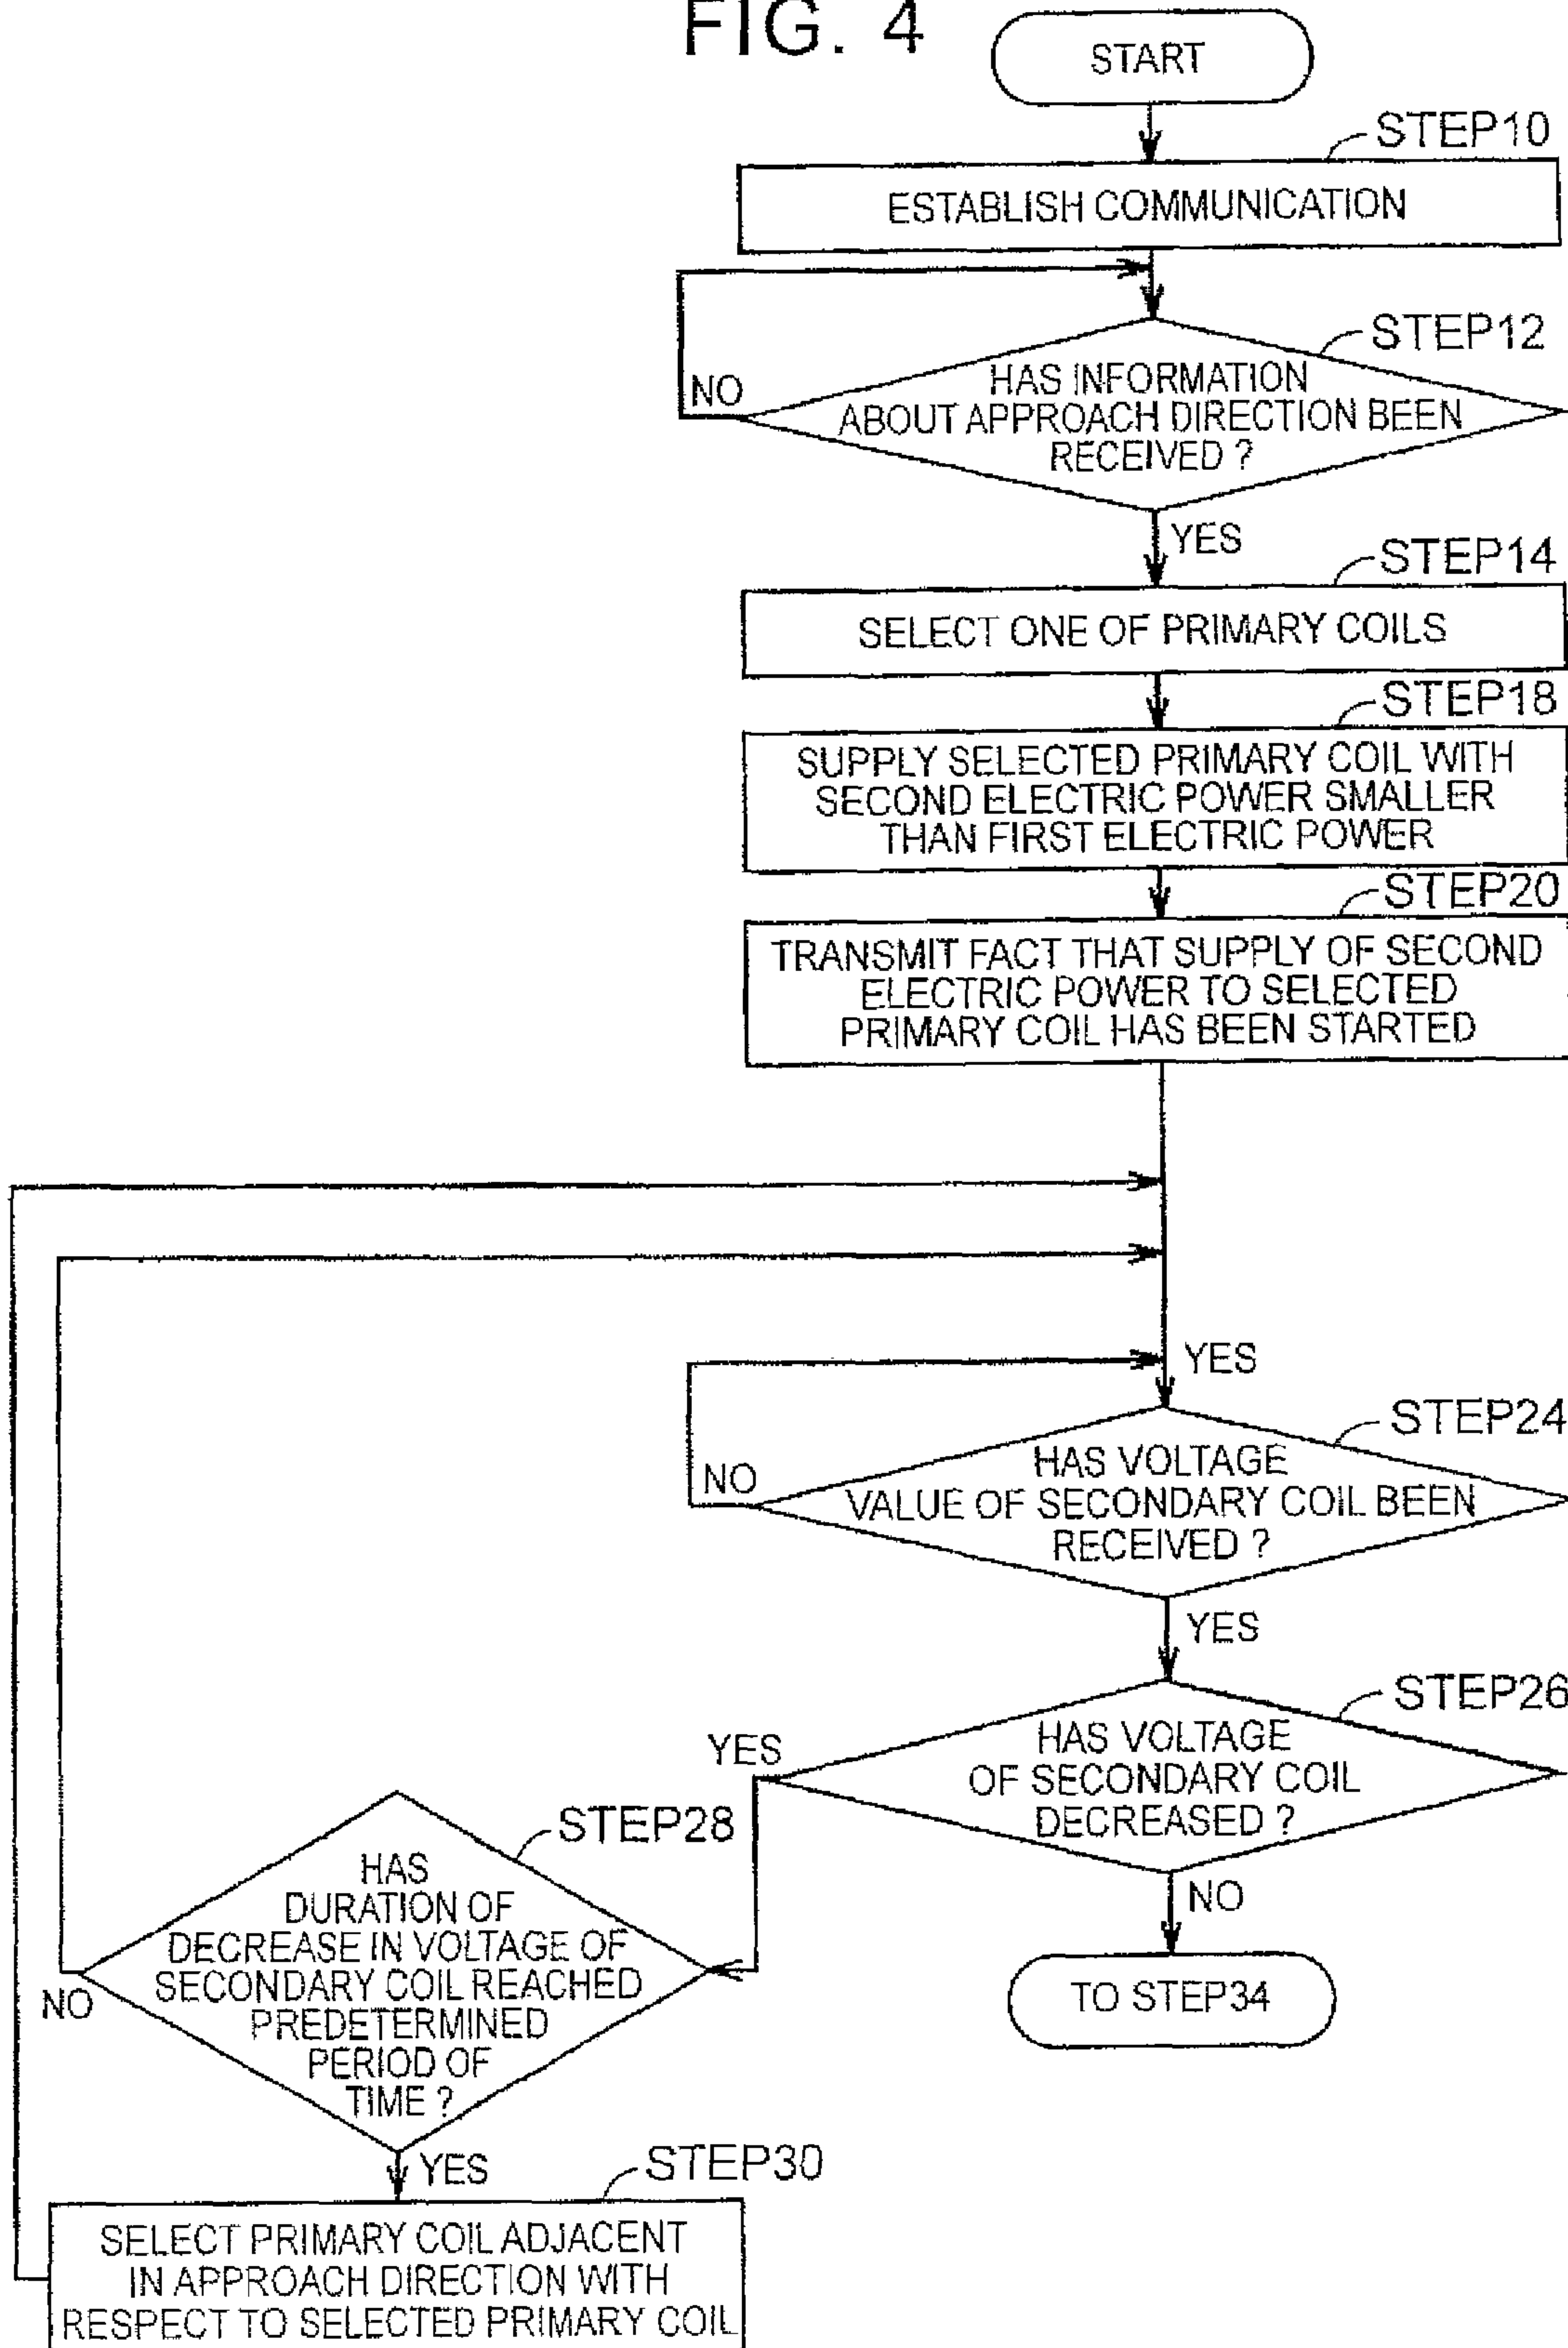 FIG. 4
START
STEP10
ESTABLISH COMMUNICATION
STEP12
HAS INFORMATION
ABOUT APPROACH DIRECTION BEEN
RECEIVED ?
NO
YES
STEP14
SELECT ONE OF PRIMARY COILS
STEP18
SUPPLY SELECTED PRIMARY COIL WITH
SECOND ELECTRIC POWER SMALLER
THAN FIRST ELECTRIC POWER
STEP20
TRANSMIT FACT THAT SUPPLY OF SECOND
ELECTRIC POWER TO SELECTED
PRIMARY COIL HAS BEEN STARTED
YES
STEP24
HAS VOLTAGE
VALUE OF SECONDARY COIL BEEN
RECEIVED ?
NO
YES
STEP26
HAS VOLTAGE
OF SECONDARY COIL
DECREASED ?
YES
NO
TO STEP34
STEP28
HAS
DURATION OF
DECREASE IN VOLTAGE OF
SECONDARY COIL REACHED
PREDETERMINED
PERIOD OF
TIME ?
NO
YES
STEP30
SELECT PRIMARY COIL ADJACENT
IN APPROACH DIRECTION WITH
RESPECT TO SELECTED PRIMARY COIL